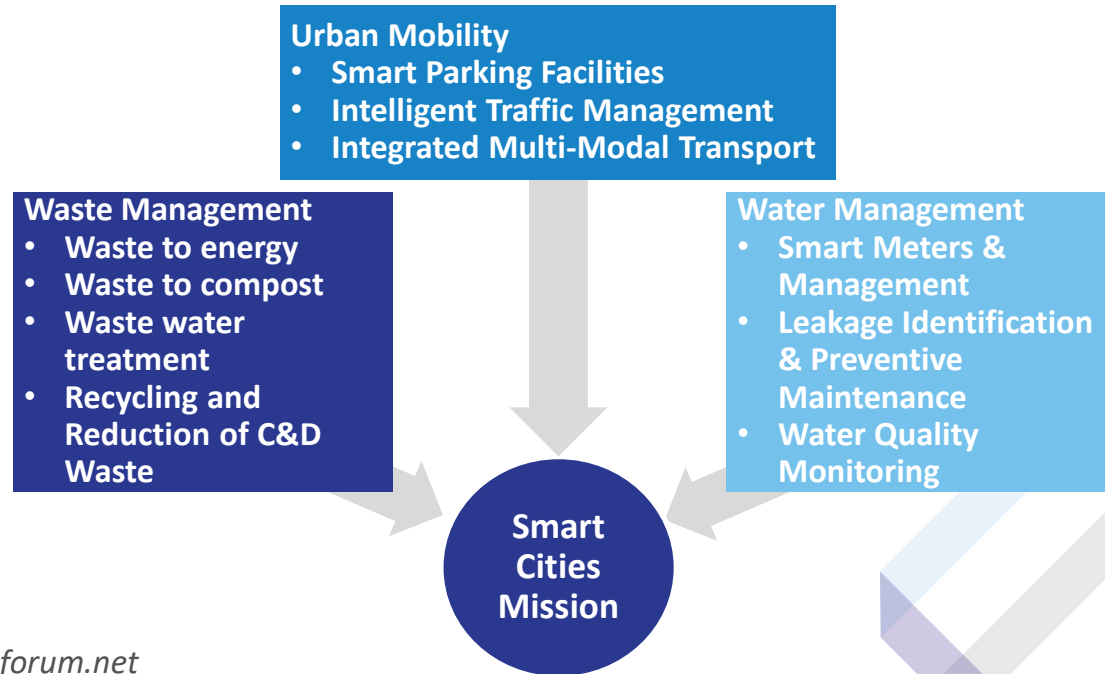 Urban Mobility
• Smart Parking Facilities
• Intelligent Traffic Management
• Integrated Multi-Modal Transport
Waste Management
• Waste to energy
• Waste to compost
• Waste water
treatment
• Recycling and
Reduction of C&D
Waste
Water Management
• Smart Meters &
Management
• Leakage Identification
& Preventive
Maintenance
• Water Quality
Monitoring
Smart
Cities
Mission
forum.net